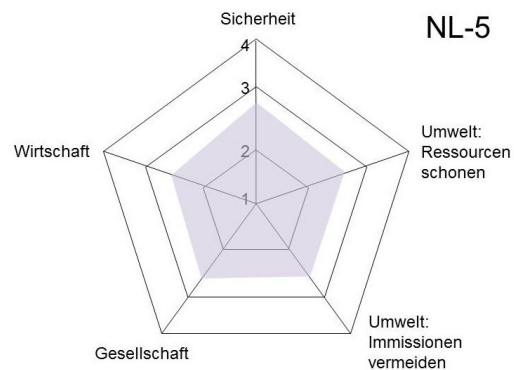 Sicherheit
NL-5
4
3
2
1
Wirtschaft
Umwelt:
Ressourcen
schonen
Umwelt:
Immissionen
vermeiden
Gesellschaft